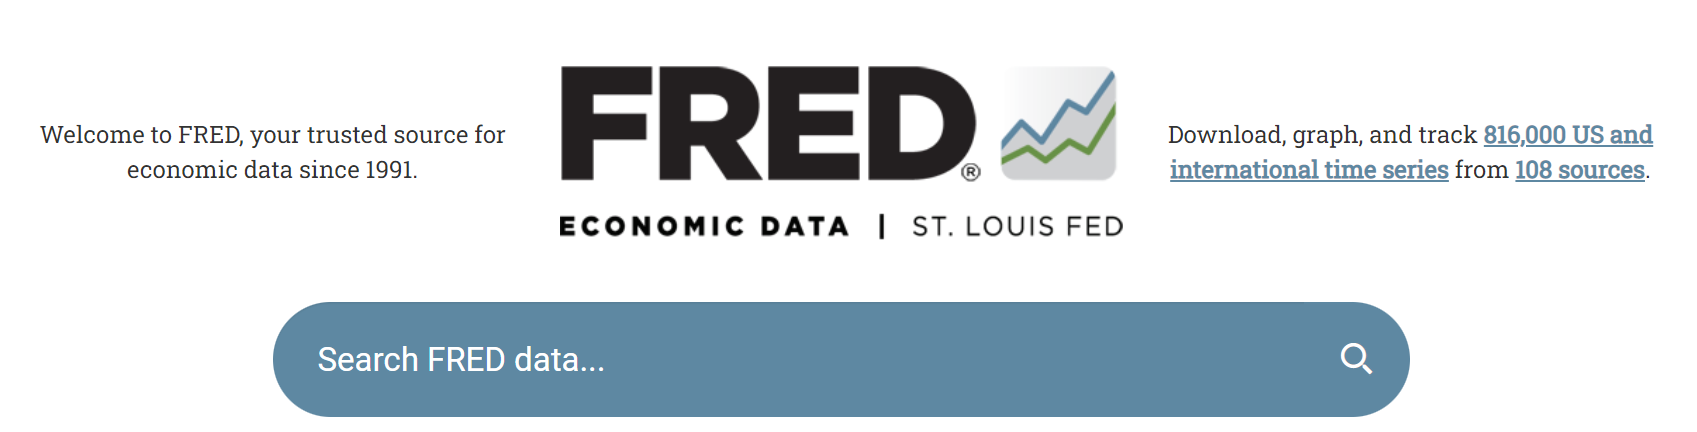 Welcome to FRED, your trusted source for
economic data since 1991.
FRED®
ECONOMIC DATA | ST. LOUIS FED
Download, graph, and track 816,000 US and
international time series from 108 sources.
Search FRED data...